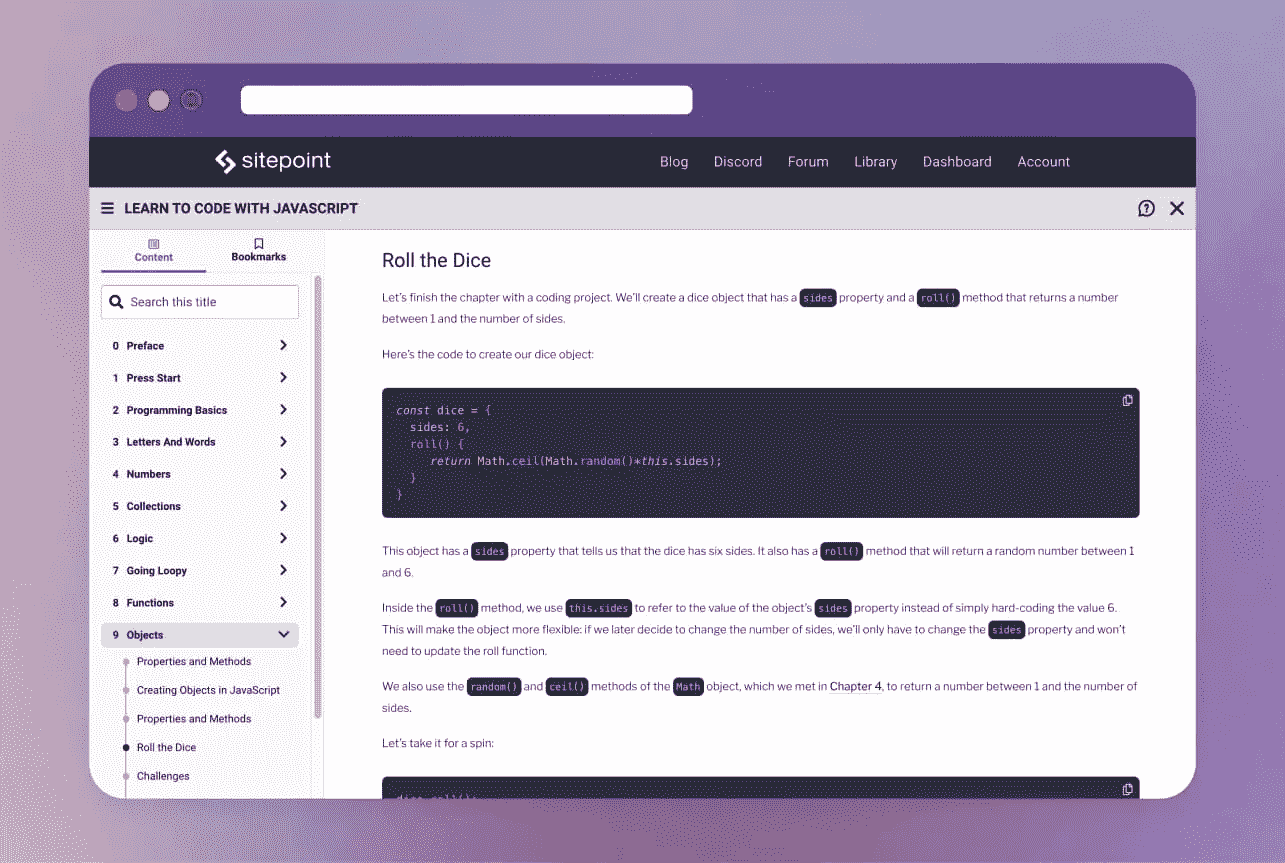 sitepoint
Blog Discord Forum Library Dashboard Account
LEARN TO CODE WITH JAVASCRIPT
Content
Bookmarks
Search this title
0 Preface
1 Press Start
2 Programming Basics
3 Letters And Words
4 Numbers
5 Collections
6 Logic
7 Going Loopy
8 Functions
9 Objects
Properties and Methods
Creating Objects in JavaScript
Properties and Methods
Roll the Dice
Challenges
Roll the Dice
Let's finish the chapter with a coding project. We'll create a dice object that has a sides property and a roll() method that returns a number
between 1 and the number of sides.
Here's the code to create our dice object:
const dice = {
sides: 6,
roll() {
return Math.ceil(Math.random()*this.sides);
}
}
This object has a sides property that tells us that the dice has six sides. It also has a roll() method that will return a random number between 1
and 6.
Inside the roll() method, we use this.sides to refer to the value of the object's sides property instead of simply hard-coding the value 6.
This will make the object more flexible: if we later decide to change the number of sides, we'll only have to change the sides property and won't
need to update the roll function.
We also use the random() and ceil() methods of the Math object, which we met in Chapter 4, to return a number between 1 and the number of
sides.
Let's take it for a spin:
dice.roll();